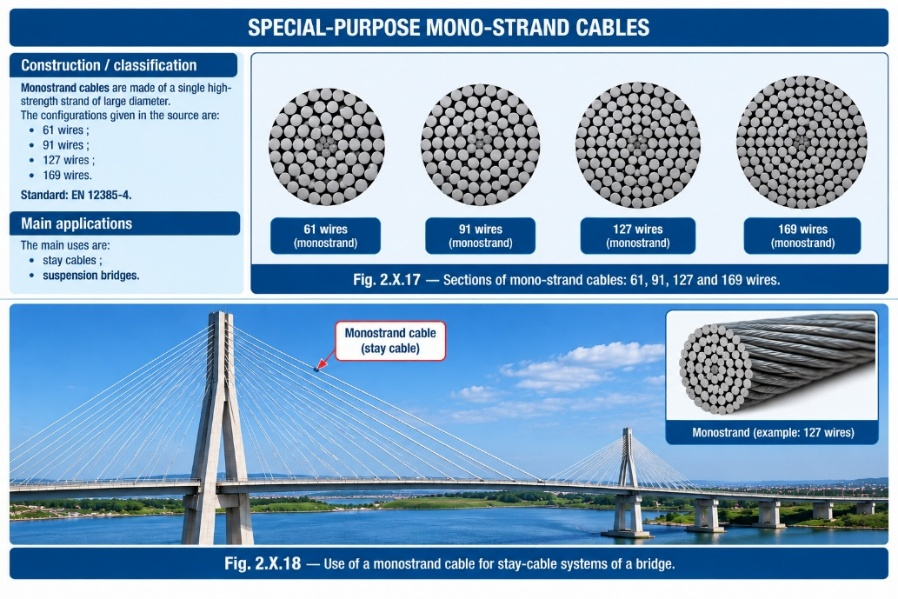 SPECIAL-PURPOSE MONO-STRAND CABLES
Construction / classification
Monostrand cables are made of a single high-
strength strand of large diameter.
The configurations given in the source are:
• 61 wires ;
• 91 wires ;
• 127 wires ;
• 169 wires.
Standard: EN 12385-4.
Main applications
The main uses are:
• stay cables ;
• suspension bridges.
61 wires
(monostrand)
91 wires
(monostrand)
127 wires
(monostrand)
169 wires
(monostrand)
Fig. 2.X.17 — Sections of mono-strand cables: 61, 91, 127 and 169 wires.
Monostrand cable
(stay cable)
Monostrand (example: 127 wires)
Fig. 2.X.18 — Use of a monostrand cable for stay-cable systems of a bridge.